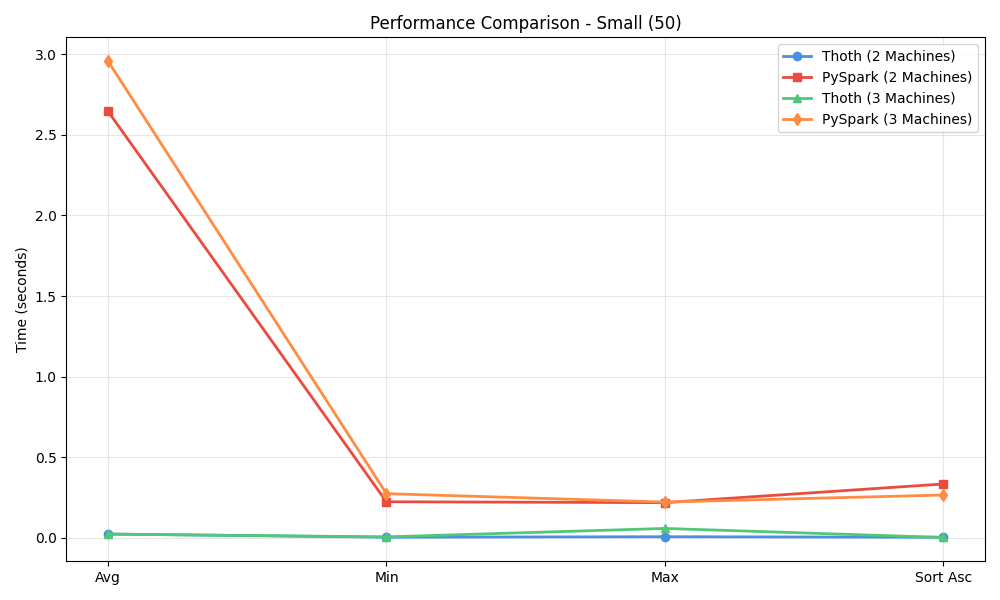 Performance Comparison - Small (50)
Thoth (2 Machines)
PySpark (2 Machines)
Thoth (3 Machines)
PySpark (3 Machines)
Time (seconds)
3.0
2.5
2.0
1.5
1.0
0.5
0.0
Avg
Min
Max
Sort Asc